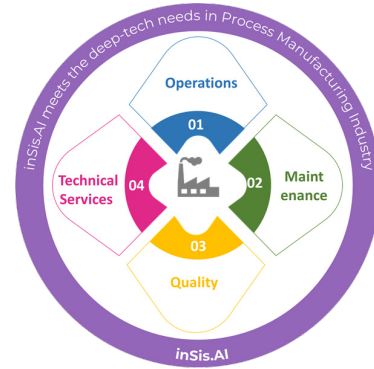 inSis.AI meets the deep-tech needs in Process Manufacturing Industry
Operations
01
Technical
Services
04
02
Maint
enance
03
Quality
inSis.AI